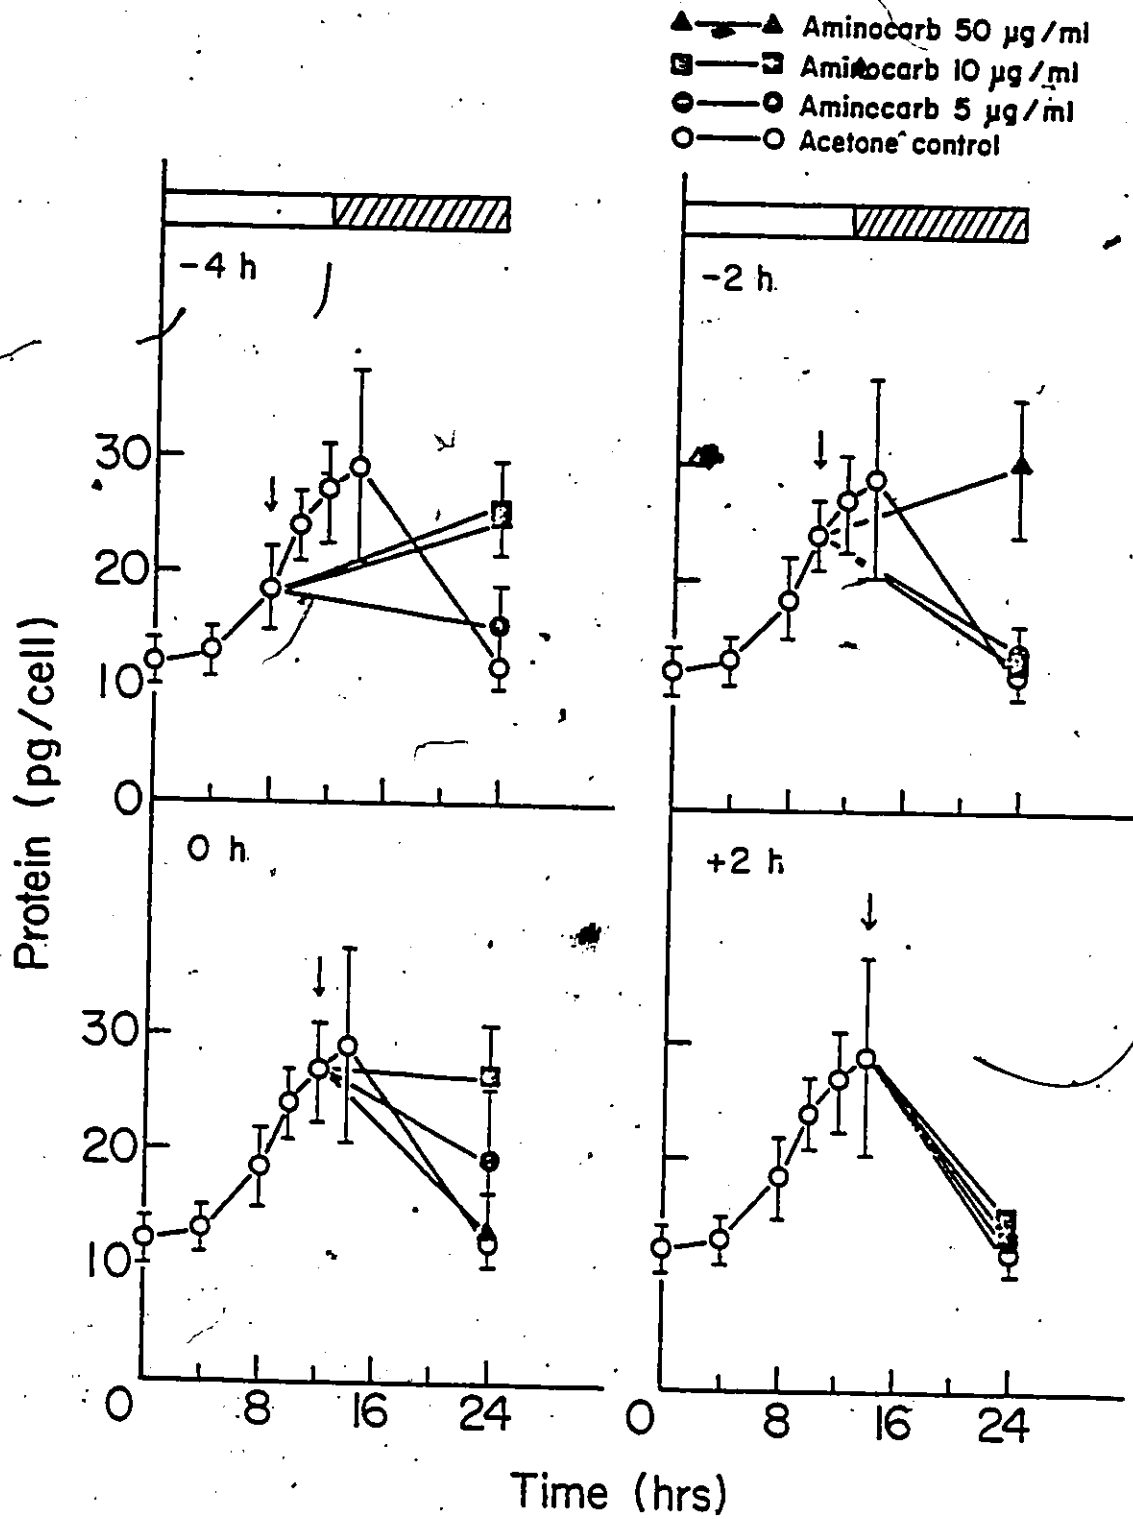 Aminocarb 50 µg/ml
Aminocarb 10 µg/ml
Aminccarb 5 µg/ml
Acetone control
-4 h
-2 h
30
20
10
0
Protein (pg/cell)
0 h
+2 h
30
20
10
0 8 16 24
0 8 16 24
Time (hrs)